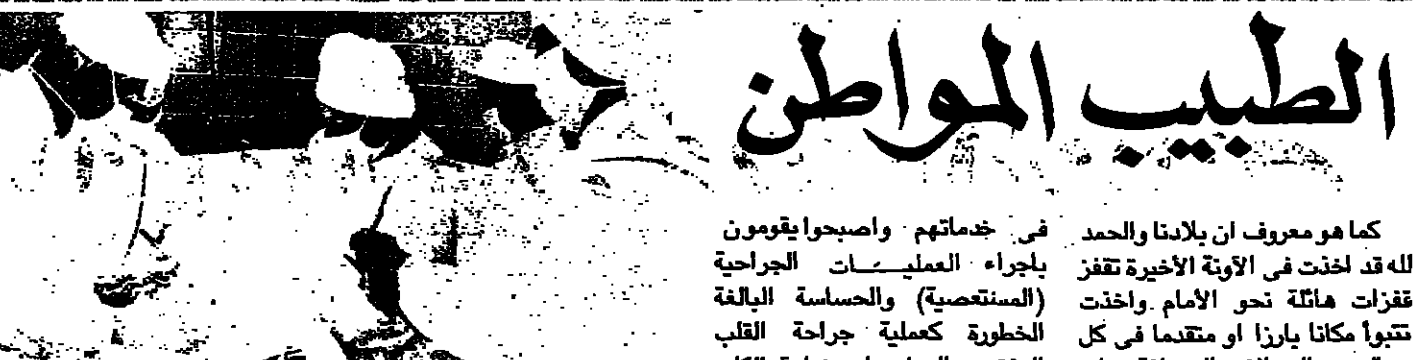 الطبيب المواطن
كما هو معروف ان بلادنا والحمد
لله قد اخذت فى الآونة الأخيرة تقفز
قفزات هائلة نحو الأمام واخذت
تتبوأ مكانا بارزا او متقدما فى كل
فى خدماتهم واصبحوا يقومون
باجراء العمليات الجراحية
(المستعصية) والحساسة البالغة
الخطورة كعملية جراحة القلب